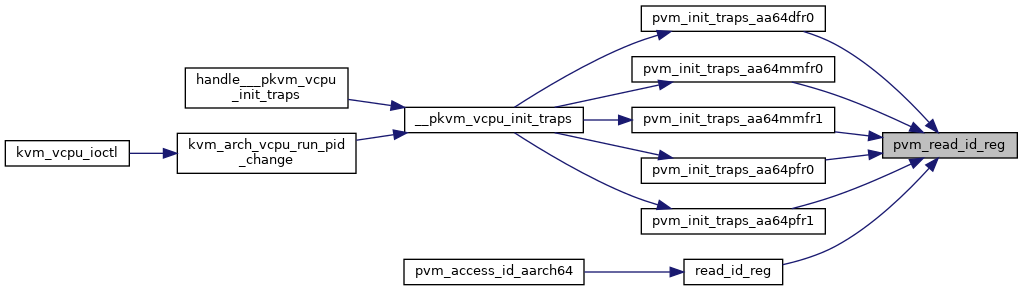 pvm_init_traps_aa64dfr0
pvm_init_traps_aa64mmfr0
handle___pkvm_vcpu
_init_traps
__pkvm_vcpu_init_traps
pvm_init_traps_aa64mmfr1
kvm_vcpu_ioctl
kvm_arch_vcpu_run_pid
_change
pvm_read_id_reg
pvm_init_traps_aa64pfr0
pvm_init_traps_aa64pfr1
pvm_access_id_aarch64
read_id_reg